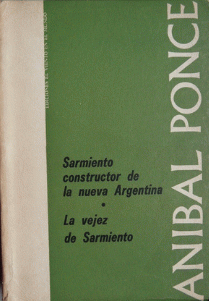 Sarmiento
constructor de
la nueva Argentina
•
La vejez
de Sarmiento
ANIBAL PONCE